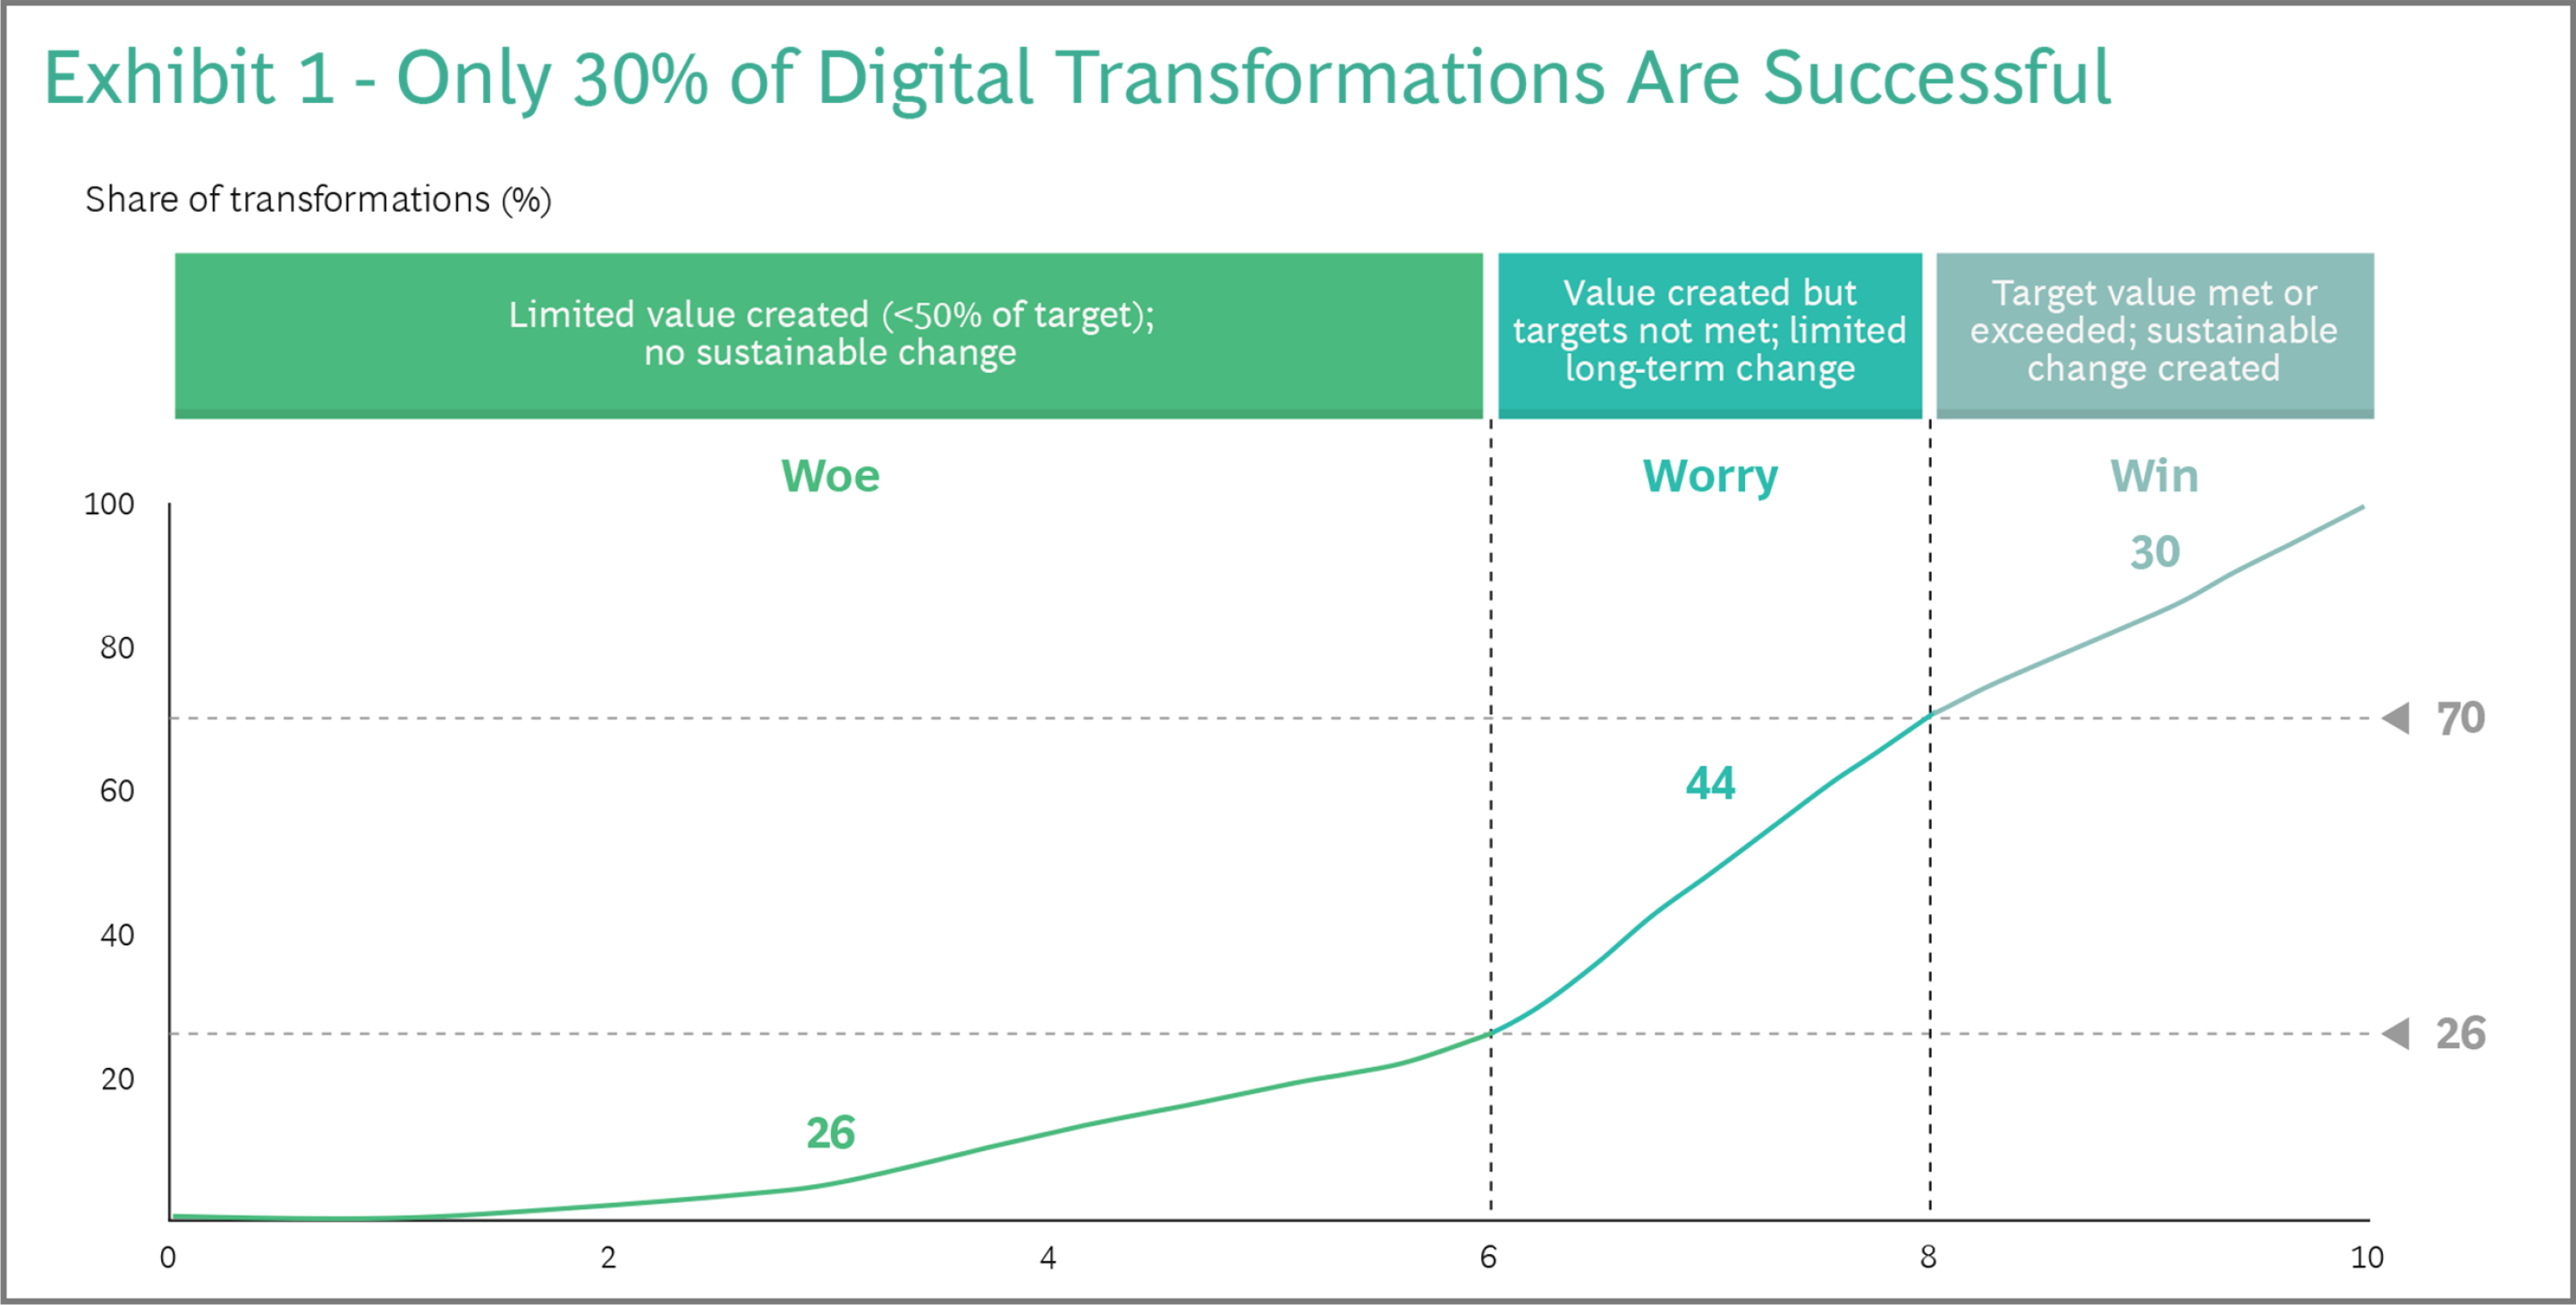 Exhibit 1 - Only 30% of Digital Transformations Are Successful
Share of transformations (%)
Limited value created (<50% of target);
no sustainable change
Value created but
targets not met; limited
long-term change
Target value met or
exceeded; sustainable
change created
Woe
Worry
Win
100
80
60
40
20
30
44
26
70
26
0
2
4
6
8
10